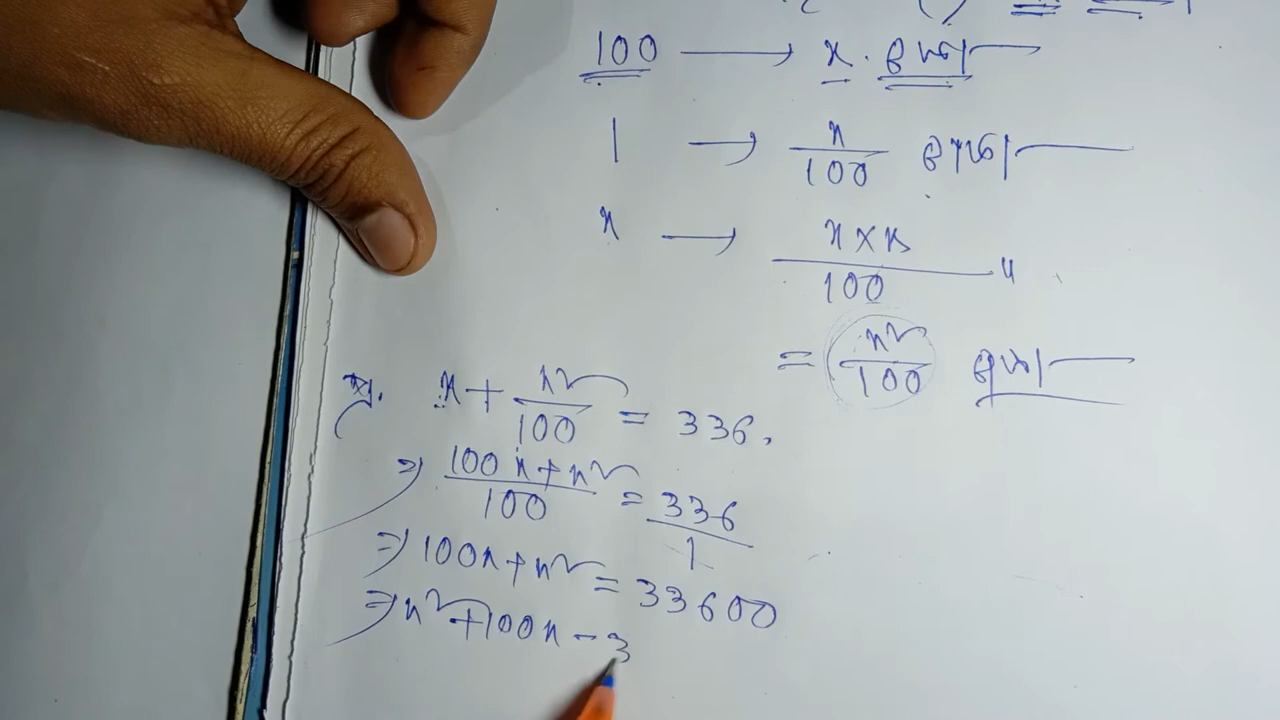 100 → x. টাকা
1 → x/100 টাকা
x → x × x/100 "
= x²/100 টাকা
x + x²/100 = 336,
⇒ 100x + x²/100 = 336/1
⇒ 100x + x² = 33600
⇒ x² + 100x - 3